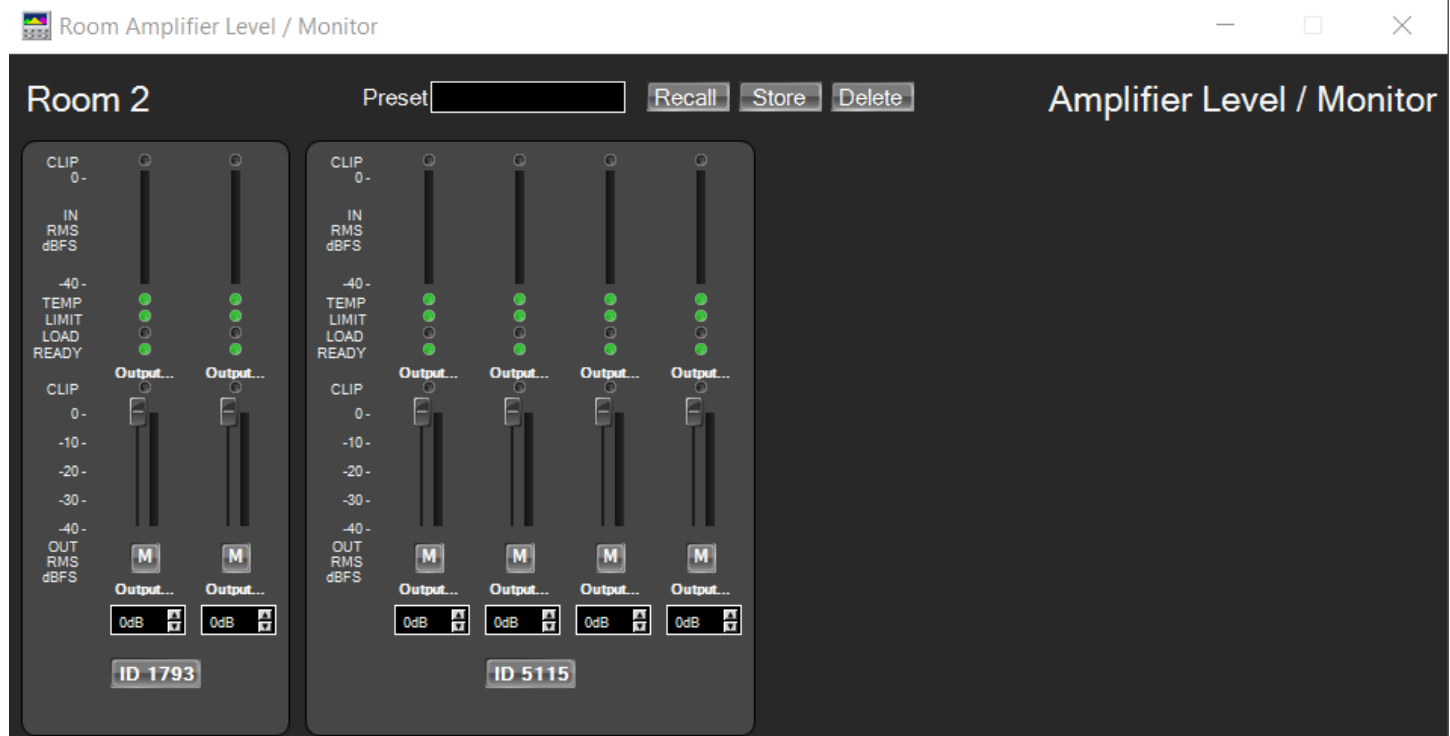 Room Amplifier Level / Monitor
Room 2
Preset
Recall
Store
Delete
Amplifier Level / Monitor
CLIP
0 -
IN
RMS
dBFS
-40 -
TEMP
LIMIT
LOAD
READY
Output... Output...
CLIP
0 -
-10 -
-20 -
-30 -
-40 -
OUT
RMS
dBFS
M M
Output... Output...
0dB 0dB
ID 1793
CLIP
0 -
IN
RMS
dBFS
-40 -
TEMP
LIMIT
LOAD
READY
Output... Output... Output... Output...
CLIP
0 -
-10 -
-20 -
-30 -
-40 -
OUT
RMS
dBFS
M M M M
Output... Output... Output... Output...
0dB 0dB 0dB 0dB
ID 5115